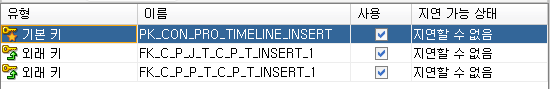 유형 이름 사용 지연 가능 상태
기본 키 PK_CON_PRO_TIMELINE_INSERT 지연할 수 없음
외래 키 FK_C_P_J_T_C_P_T_INSERT_1 지연할 수 없음
외래 키 FK_C_P_P_T_C_P_T_INSERT_1 지연할 수 없음